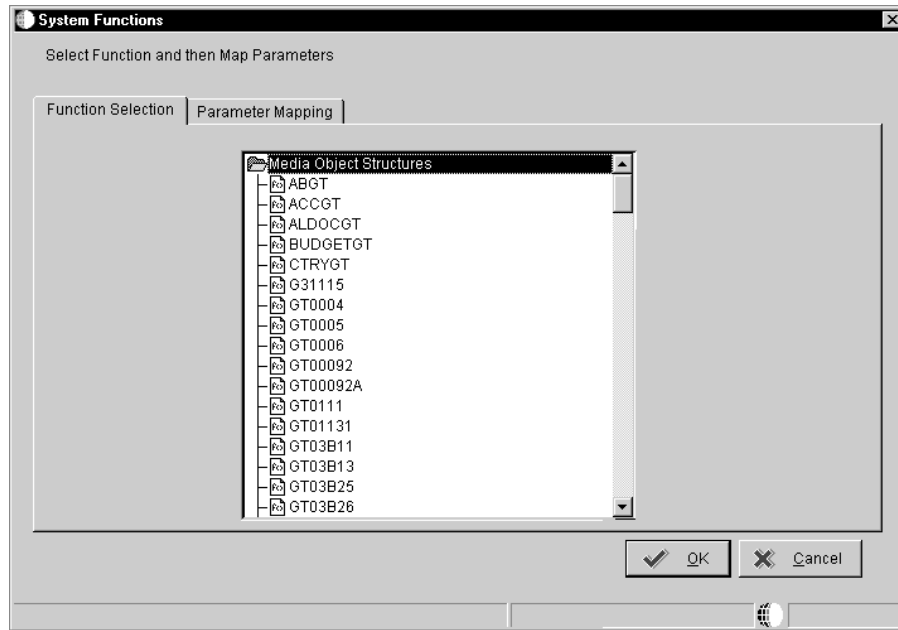 System Functions
Select Function and then Map Parameters
Function Selection
Parameter Mapping
Media Object Structures
ABGT
ACCGT
ALDOCGT
BUDGETGT
CTRYGT
G31115
GT0004
GT0005
GT0006
GT00092
GT00092A
GT0111
GT01131
GT03B11
GT03B13
GT03B25
GT03B26
OK
Cancel